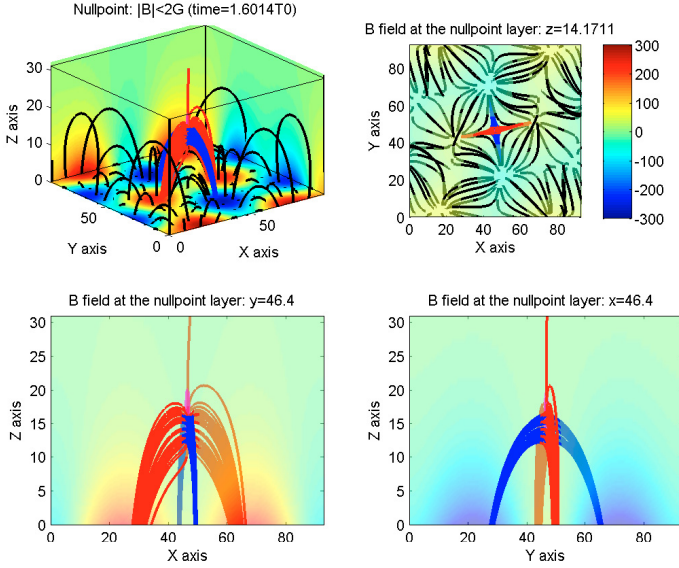 Nullpoint: |B|<2G (time=1.6014T0)
30
20
10
0
Z axis
50
0
Y axis
0
50
X axis
B field at the nullpoint layer: z=14.1711
80
60
40
20
0
Y axis
0 20 40 60 80
X axis
300
200
100
0
-100
-200
-300
B field at the nullpoint layer: y=46.4
30
25
20
15
10
5
0
Z axis
0 20 40 60 80
X axis
B field at the nullpoint layer: x=46.4
30
25
20
15
10
5
0
Z axis
0 20 40 60 80
Y axis